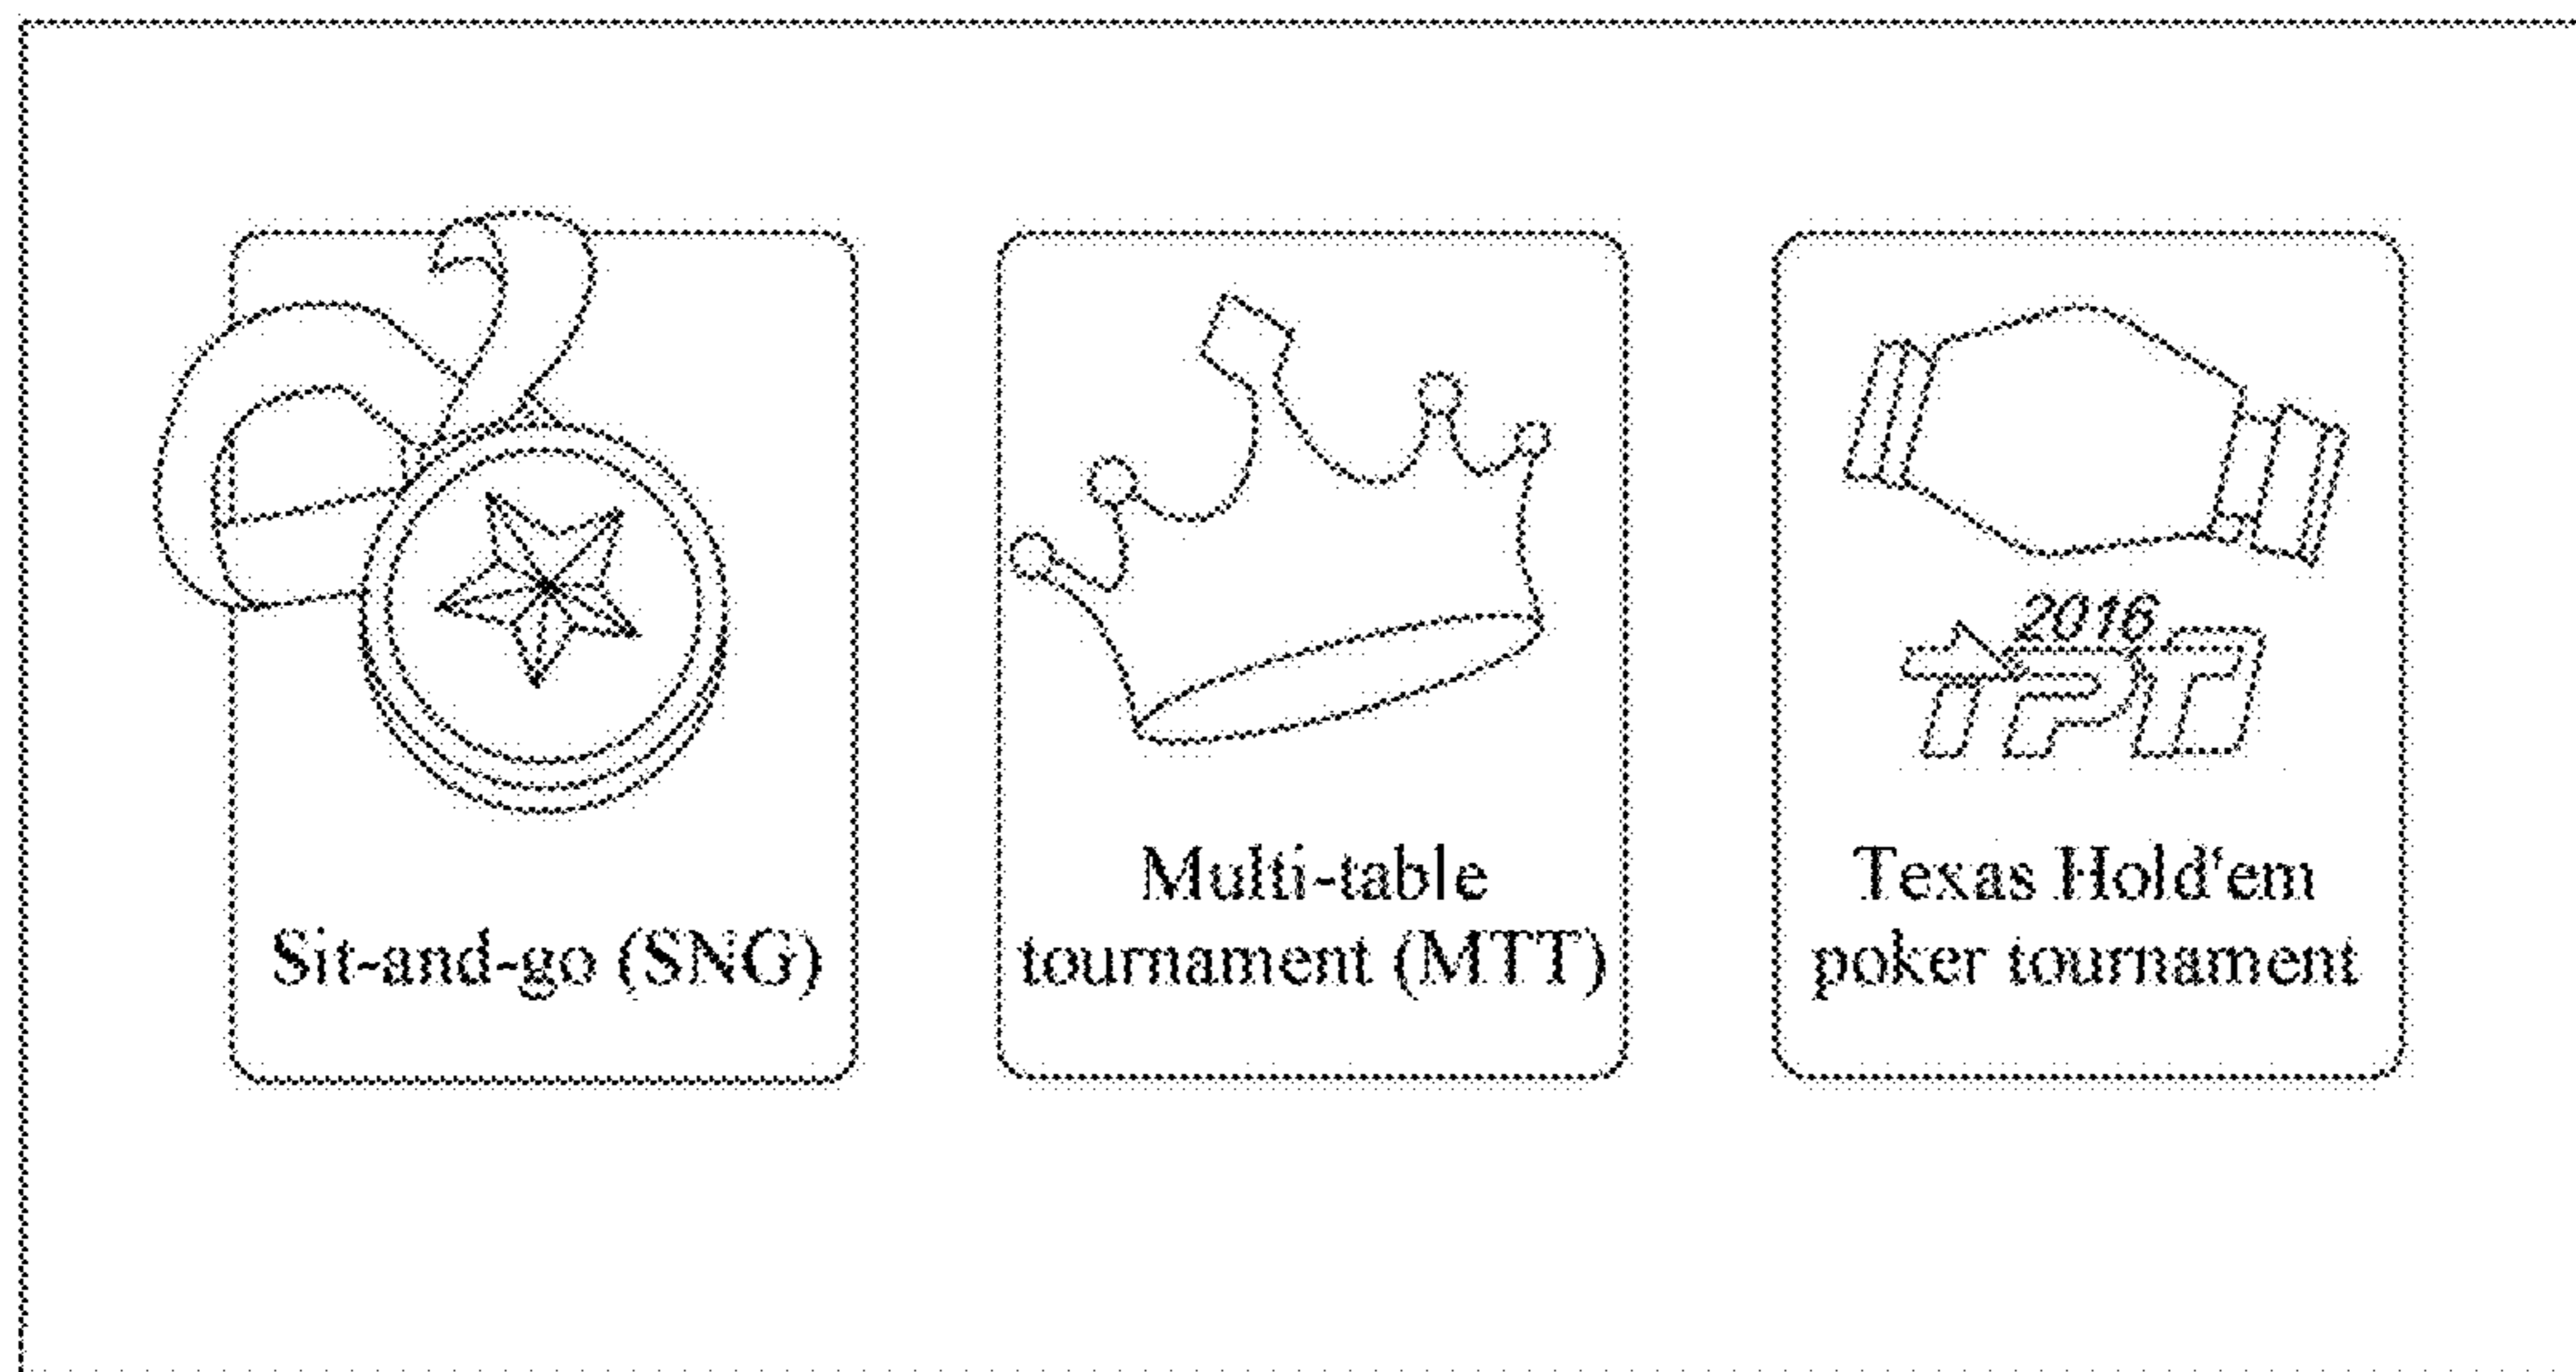 2016
TPT
Sit-and-go (SNG)
Multi-table
tournament (MTT)
Texas Hold'em
poker tournament